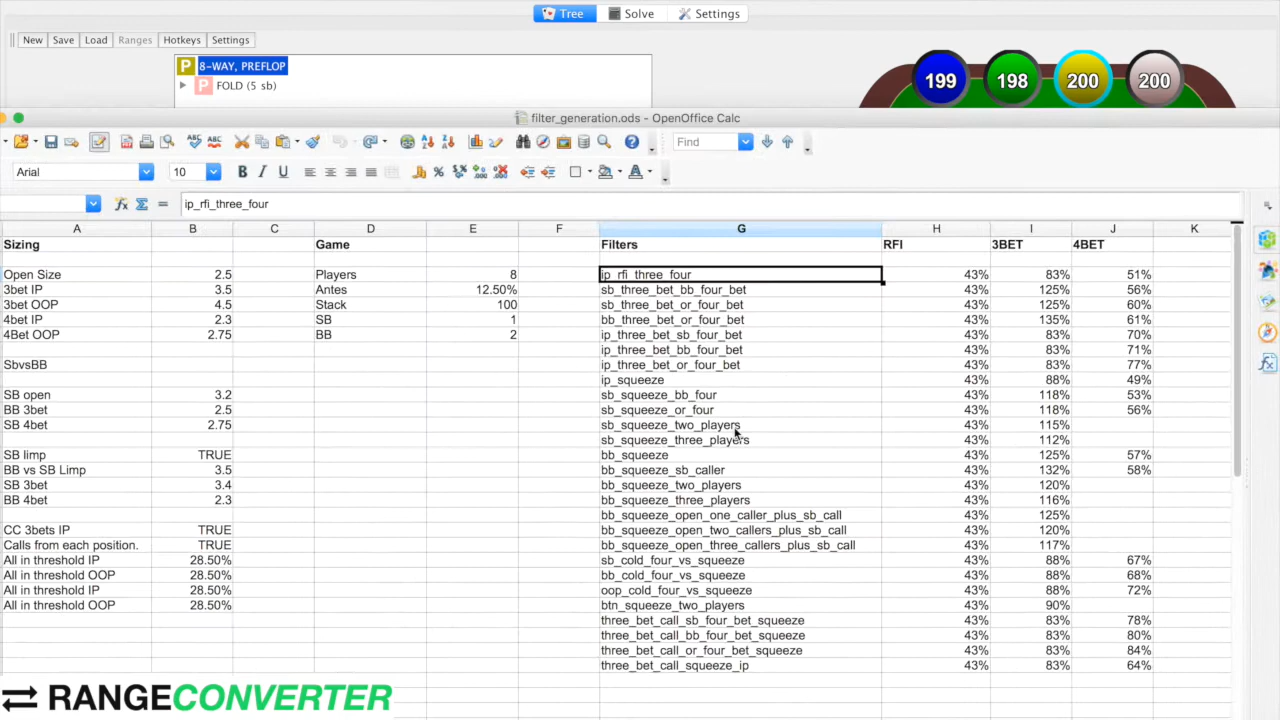 Tree Solve Settings
New Save Load Ranges Hotkeys Settings
P 8-WAY, PREFLOP
P FOLD (5 sb)
199 198 200 200
filter_generation.ods - OpenOffice Calc
Find
Arial 10 B I U
ip_rfi_three_four
A B C D E F G H I J K
Sizing Game Filters RFI 3BET 4BET
Open Size 2.5 Players 8 ip_rfi_three_four 43% 83% 51%
3bet IP 3.5 Antes 12.50% sb_three_bet_bb_four_bet 43% 125% 56%
3bet OOP 4.5 Stack 100 sb_three_bet_or_four_bet 43% 125% 60%
4bet IP 2.3 SB 1 bb_three_bet_or_four_bet 43% 135% 61%
4Bet OOP 2.75 BB 2 ip_three_bet_sb_four_bet 43% 83% 70%
ip_three_bet_bb_four_bet 43% 83% 71%
SbvsBB ip_three_bet_or_four_bet 43% 83% 77%
ip_squeeze 43% 88% 49%
SB open 3.2 sb_squeeze_bb_four 43% 118% 53%
BB 3bet 2.5 sb_squeeze_or_four 43% 118% 56%
SB 4bet 2.75 sb_squeeze_two_players 43% 115%
sb_squeeze_three_players 43% 112%
SB limp TRUE bb_squeeze 43% 125% 57%
BB vs SB Limp 3.5 bb_squeeze_sb_caller 43% 132% 58%
SB 3bet 3.4 bb_squeeze_two_players 43% 120%
BB 4bet 2.3 bb_squeeze_three_players 43% 116%
bb_squeeze_open_one_caller_plus_sb_call 43% 125%
CC 3bets IP TRUE bb_squeeze_open_two_callers_plus_sb_call 43% 120%
Calls from each position. TRUE bb_squeeze_open_three_callers_plus_sb_call 43% 117%
All in threshold IP 28.50% sb_cold_four_vs_squeeze 43% 88% 67%
All in threshold OOP 28.50% bb_cold_four_vs_squeeze 43% 88% 68%
All in threshold IP 28.50% oop_cold_four_vs_squeeze 43% 88% 72%
All in threshold OOP 28.50% btn_squeeze_two_players 43% 90%
three_bet_call_sb_four_bet_squeeze 43% 83% 78%
three_bet_call_bb_four_bet_squeeze 43% 83% 80%
three_bet_call_or_four_bet_squeeze 43% 83% 84%
three_bet_call_squeeze_ip 43% 83% 64%
RANGECONVERTER